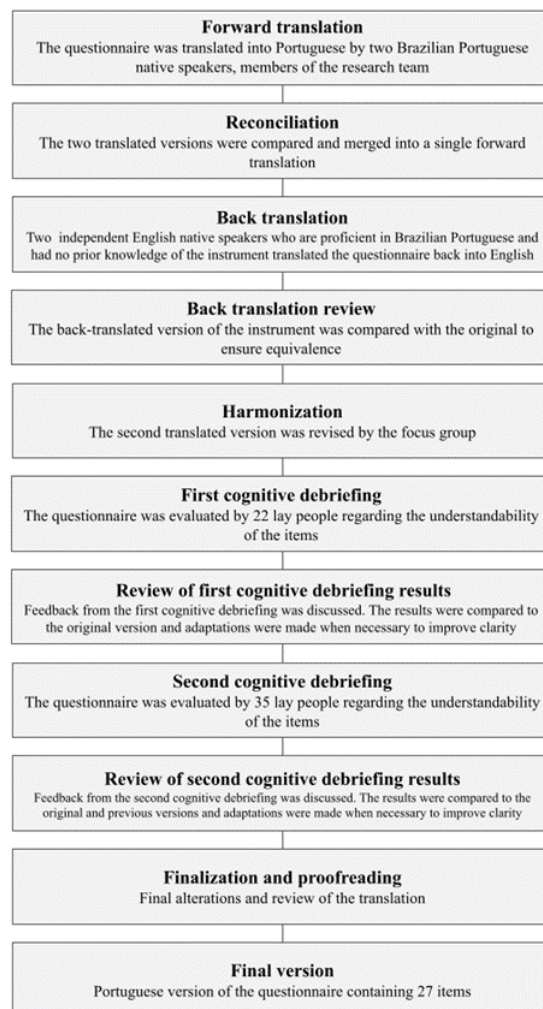 Forward translation
The questionnaire was translated into Portuguese by two Brazilian Portuguese
native speakers, members of the research team
Reconciliation
The two translated versions were compared and merged into a single forward
translation
Back translation
Two independent English native speakers who are proficient in Brazilian Portuguese and
had no prior knowledge of the instrument translated the questionnaire back into English
Back translation review
The back-translated version of the instrument was compared with the original to
ensure equivalence
Harmonization
The second translated version was revised by the focus group
First cognitive debriefing
The questionnaire was evaluated by 22 lay people regarding the understandability
of the items
Review of first cognitive debriefing results
Feedback from the first cognitive debriefing was discussed. The results were compared to
the original version and adaptations were made when necessary to improve clarity
Second cognitive debriefing
The questionnaire was evaluated by 35 lay people regarding the understandability
of the items
Review of second cognitive debriefing results
Feedback from the second cognitive debriefing was discussed. The results were compared to the
original and previous versions and adaptations were made when necessary to improve clarity
Finalization and proofreading
Final alterations and review of the translation
Final version
Portuguese version of the questionnaire containing 27 items